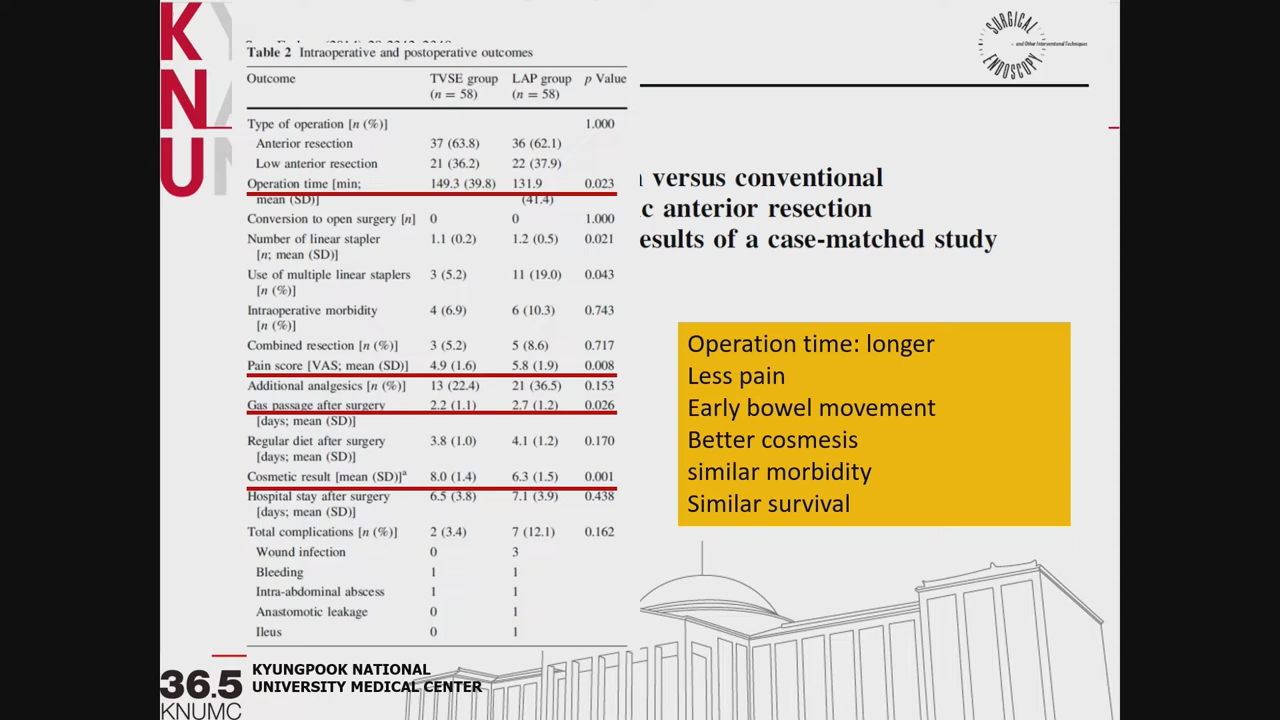 KNU
Table 2 Intraoperative and postoperative outcomes
Outcome TVSE group (n = 58) LAP group (n = 58) p Value
Type of operation [n (%)] 1.000
Anterior resection 37 (63.8) 36 (62.1)
Low anterior resection 21 (36.2) 22 (37.9)
Operation time [min; 149.3 (39.8) 131.9 0.023
mean (SD)] (41.4)
Conversion to open surgery [n] 0 0 1.000
Number of linear stapler 1.1 (0.2) 1.2 (0.5) 0.021
[n; mean (SD)]
Use of multiple linear staplers 3 (5.2) 11 (19.0) 0.043
[n (%)]
Intraoperative morbidity 4 (6.9) 6 (10.3) 0.743
[n (%)]
Combined resection [n (%)] 3 (5.2) 5 (8.6) 0.717
Pain score [VAS; mean (SD)] 4.9 (1.6) 5.8 (1.9) 0.008
Additional analgesics [n (%)] 13 (22.4) 21 (36.5) 0.153
Gas passage after surgery 2.2 (1.1) 2.7 (1.2) 0.026
[days; mean (SD)]
Regular diet after surgery 3.8 (1.0) 4.1 (1.2) 0.170
[days; mean (SD)]
Cosmetic result [mean (SD)]a 8.0 (1.4) 6.3 (1.5) 0.001
Hospital stay after surgery 6.5 (3.8) 7.1 (3.9) 0.438
[days; mean (SD)]
Total complications [n (%)] 2 (3.4) 7 (12.1) 0.162
Wound infection 0 3
Bleeding 1 1
Intra-abdominal abscess 1 1
Anastomotic leakage 0 1
Ileus 0 1
SURGICAL
and Other Interventional Techniques
ENDOSCOPY
versus conventional
anterior resection
esults of a case-matched study
Operation time: longer
Less pain
Early bowel movement
Better cosmesis
similar morbidity
Similar survival
36.5
KNUMC
KYUNGPOOK NATIONAL
UNIVERSITY MEDICAL CENTER